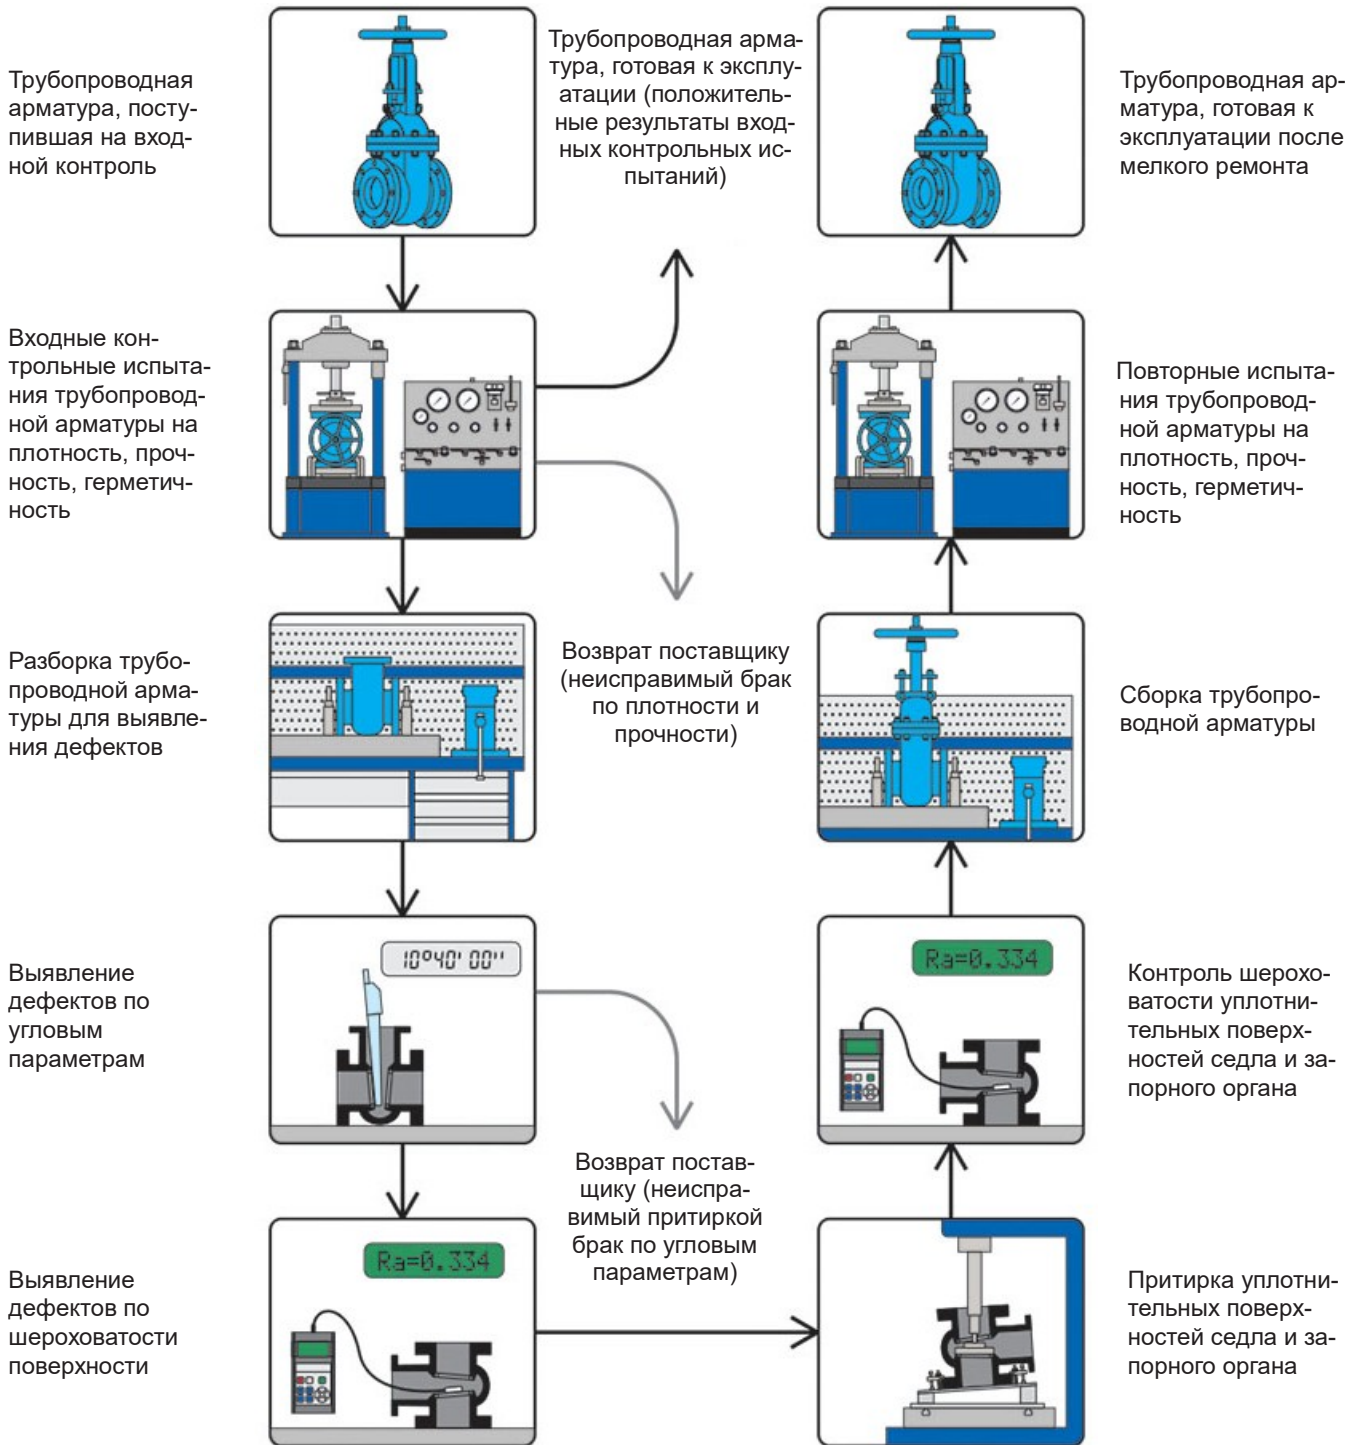 Трубопроводная
арматура, посту-
пившая на вход-
ной контроль
Трубопроводная арма-
тура, готовая к эксплу-
атации (положитель-
ные результаты вход-
ных контрольных ис-
пытаний)
Трубопроводная ар-
матура, готовая к
эксплуатации после
мелкого ремонта
Входные кон-
трольные испыта-
ния трубопровод-
ной арматуры на
плотность, проч-
ность, герметич-
ность
Повторные испыта-
ния трубопровод-
ной арматуры на
плотность, проч-
ность, герметич-
ность
Разборка трубо-
проводной арма-
туры для выявле-
ния дефектов
Возврат поставщику
(неисправимый брак
по плотности и
прочности)
Сборка трубопро-
водной арматуры
Выявление
дефектов по
угловым
параметрам
10°40' 00''
Ra=0.334
Контроль шерохо-
ватости уплотни-
тельных поверх-
ностей седла и за-
порного органа
Возврат постав-
щику (неиспра-
вимый притиркой
брак по угловым
параметрам)
Выявление
дефектов по
шероховатости
поверхности
Ra=0.334
Притирка уплотни-
тельных поверх-
ностей седла и за-
порного органа